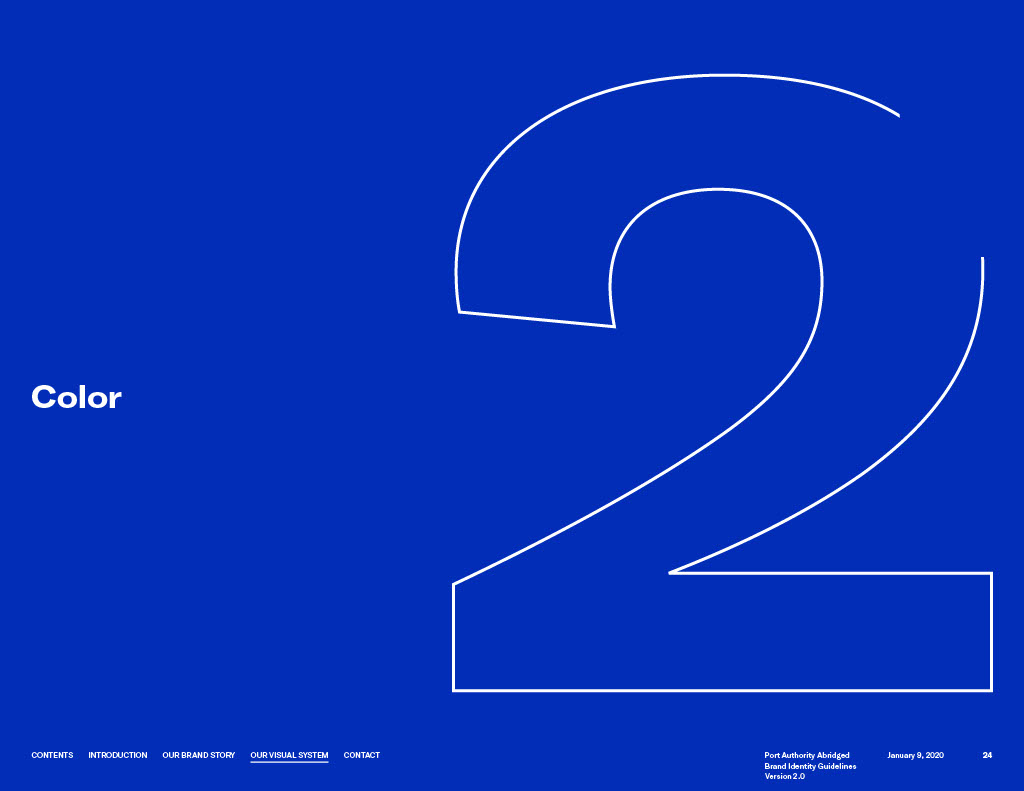 2
Color
CONTENTS INTRODUCTION OUR BRAND STORY OUR VISUAL SYSTEM CONTACT
Port Authority Abridged
Brand Identity Guidelines
Version 2.0
January 9, 2020
24